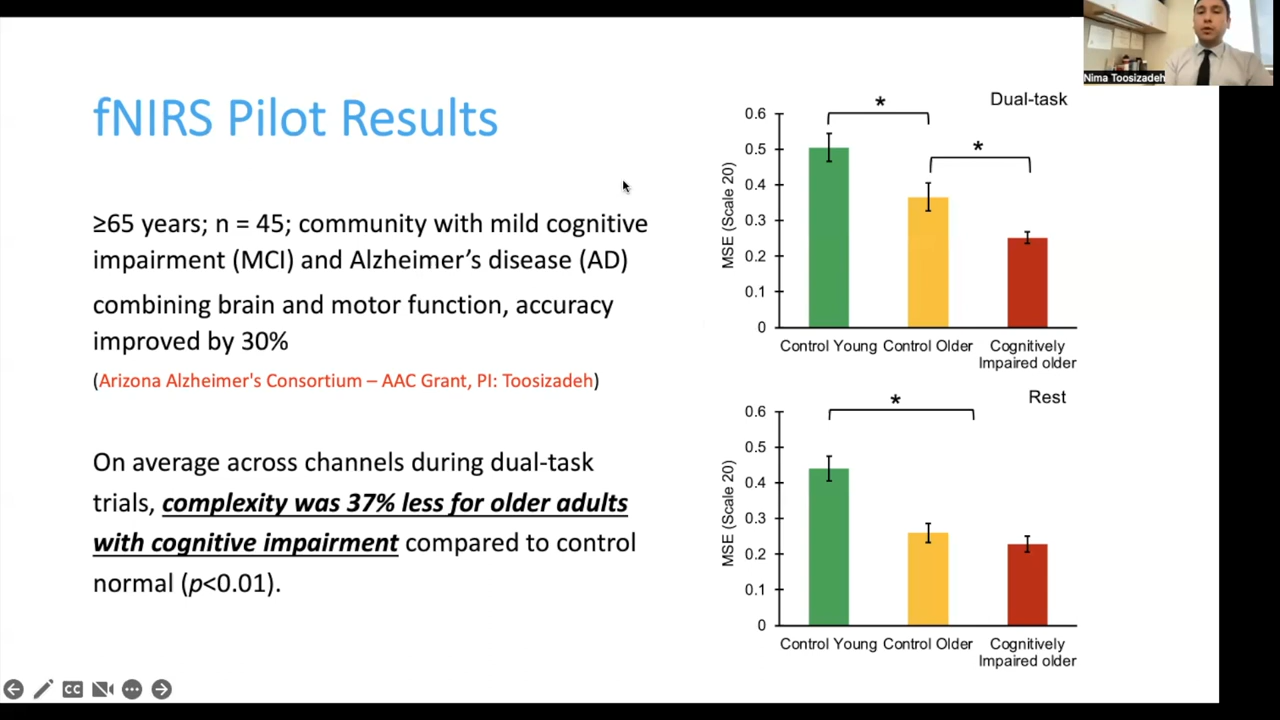 fNIRS Pilot Results
≥65 years; n = 45; community with mild cognitive
impairment (MCI) and Alzheimer's disease (AD)
combining brain and motor function, accuracy
improved by 30%
(Arizona Alzheimer's Consortium – AAC Grant, PI: Toosizadeh)
On average across channels during dual-task
trials, complexity was 37% less for older adults
with cognitive impairment compared to control
normal (p<0.01).
Nima Toosizadeh
Dual-task
*
*
MSE (Scale 20)
0.6
0.5
0.4
0.3
0.2
0.1
0
Control Young Control Older Cognitively
Impaired older
Rest
*
MSE (Scale 20)
0.6
0.5
0.4
0.3
0.2
0.1
0
Control Young Control Older Cognitively
Impaired older
CC